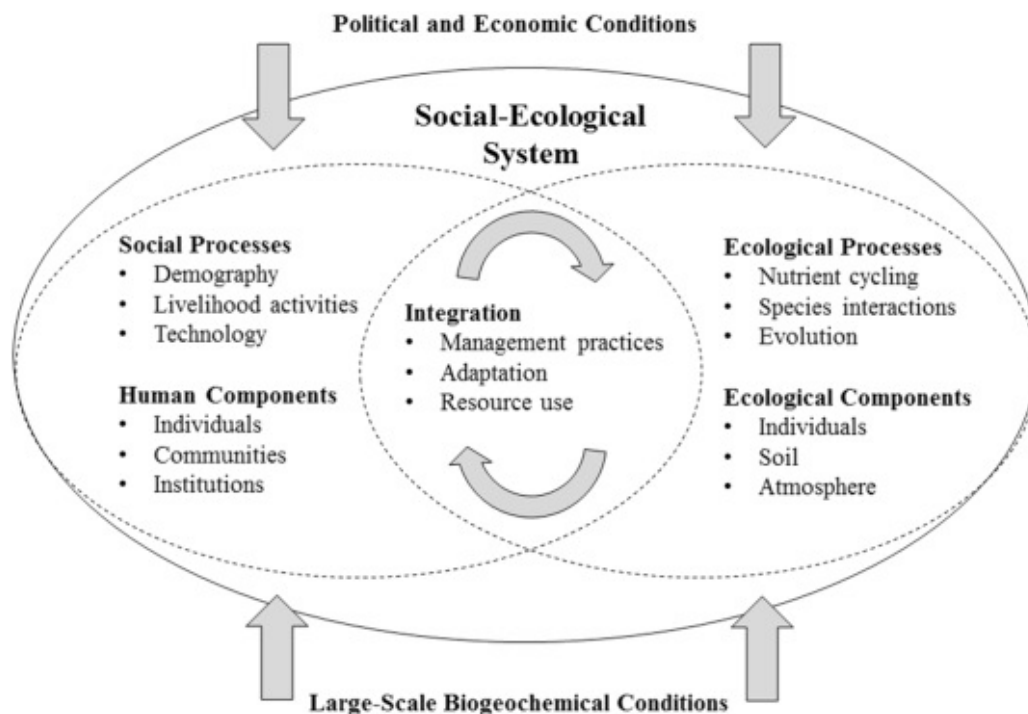 Political and Economic Conditions
Social-Ecological
System
Social Processes
• Demography
• Livelihood activities
• Technology
Human Components
• Individuals
• Communities
• Institutions
Integration
• Management practices
• Adaptation
• Resource use
Ecological Processes
• Nutrient cycling
• Species interactions
• Evolution
Ecological Components
• Individuals
• Soil
• Atmosphere
Large-Scale Biogeochemical Conditions